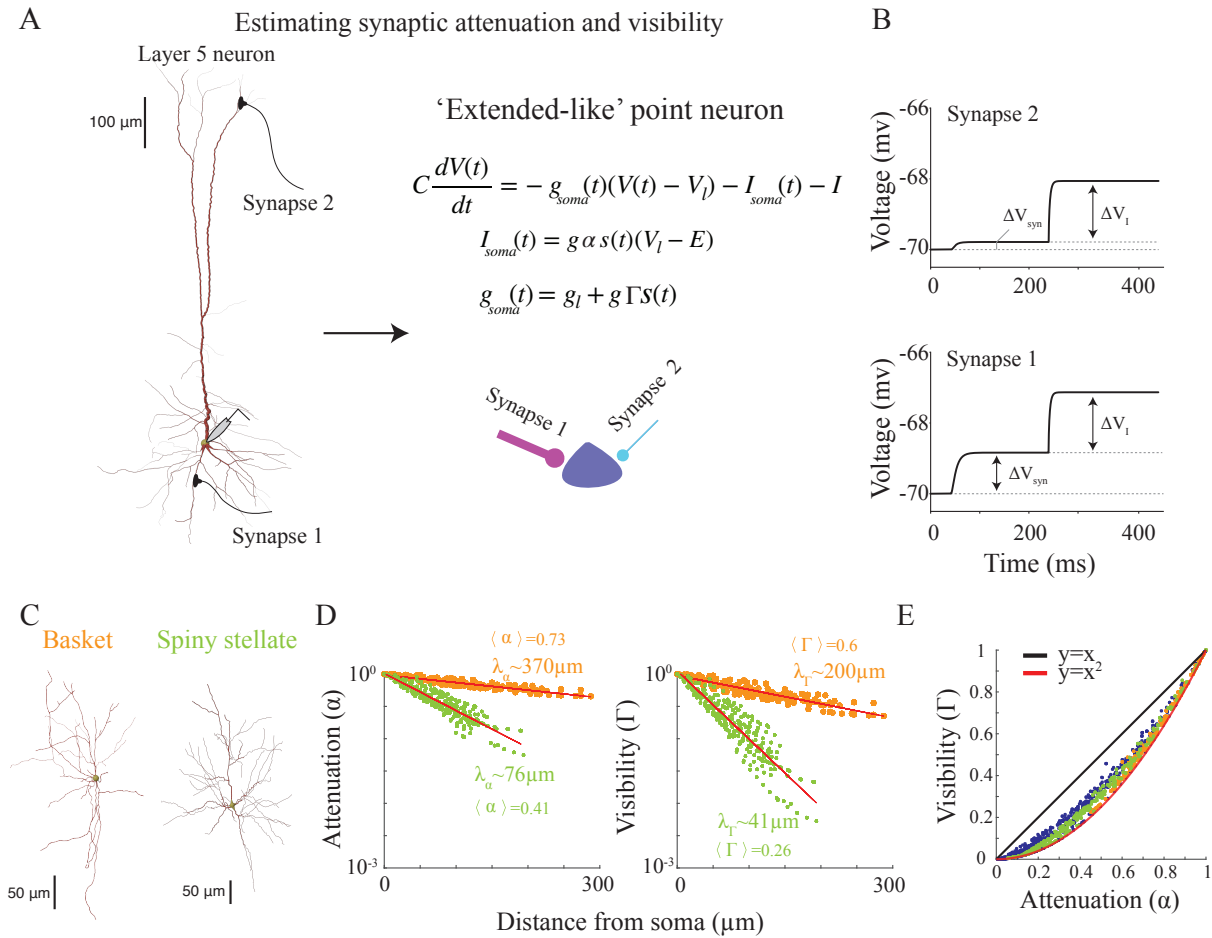 A
Estimating synaptic attenuation and visibility
Layer 5 neuron
100 µm
Synapse 2
Synapse 1
‘Extended-like’ point neuron
C dV(t)/dt = − g_soma(t)(V(t) − V_l) − I_soma(t) − I
I_soma(t) = g α s(t)(V_l − E)
g_soma(t) = g_l + g Γ s(t)
Synapse 1
Synapse 2
B
Synapse 2
Voltage (mv)
-66
-68
-70
ΔV_syn
ΔV_I
0
200
400
Synapse 1
Voltage (mv)
-66
-68
-70
ΔV_I
ΔV_syn
0
200
400
Time (ms)
C
Basket
Spiny stellate
50 µm
50 µm
D
⟨α⟩=0.73
λ_α~370µm
λ_α~76µm
⟨α⟩=0.41
Attenuation (α)
10^0
10^-3
0
300
⟨Γ⟩=0.6
λ_Γ~200µm
λ_Γ~41µm
⟨Γ⟩=0.26
Visibility (Γ)
10^0
10^-3
0
300
Distance from soma (µm)
E
y=x
y=x²
Visibility (Γ)
1
0.8
0.6
0.4
0.2
0
0
0.2
0.4
0.6
0.8
1
Attenuation (α)